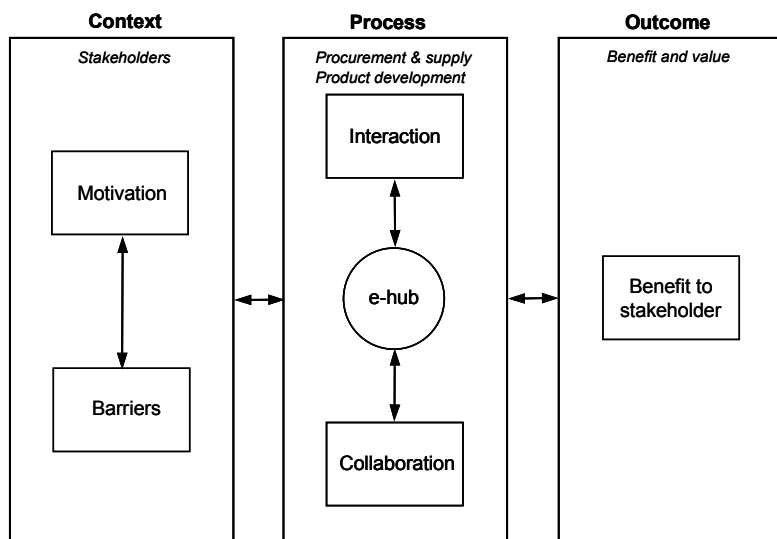 Context
Stakeholders
Motivation
Barriers
Process
Procurement & supply
Product development
Interaction
e-hub
Collaboration
Outcome
Benefit and value
Benefit to
stakeholder